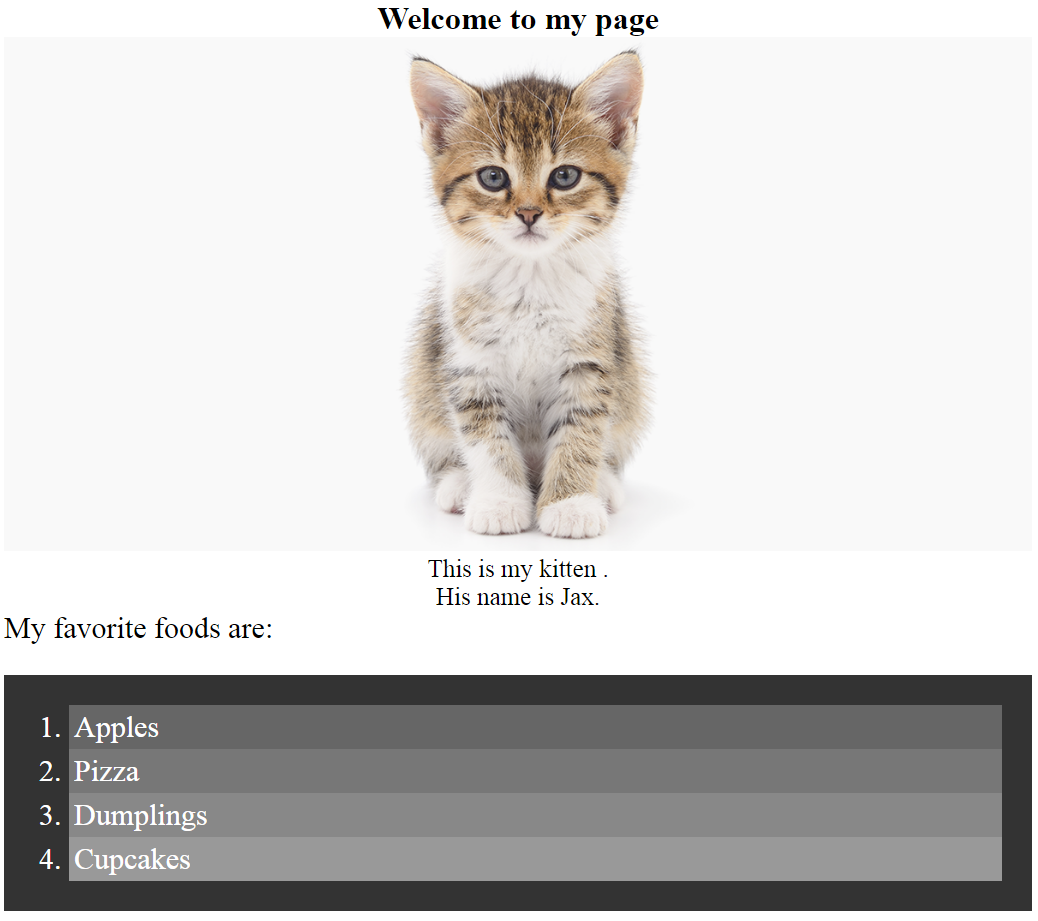 Welcome to my page
This is my kitten .
His name is Jax.
My favorite foods are:
1. Apples
2. Pizza
3. Dumplings
4. Cupcakes